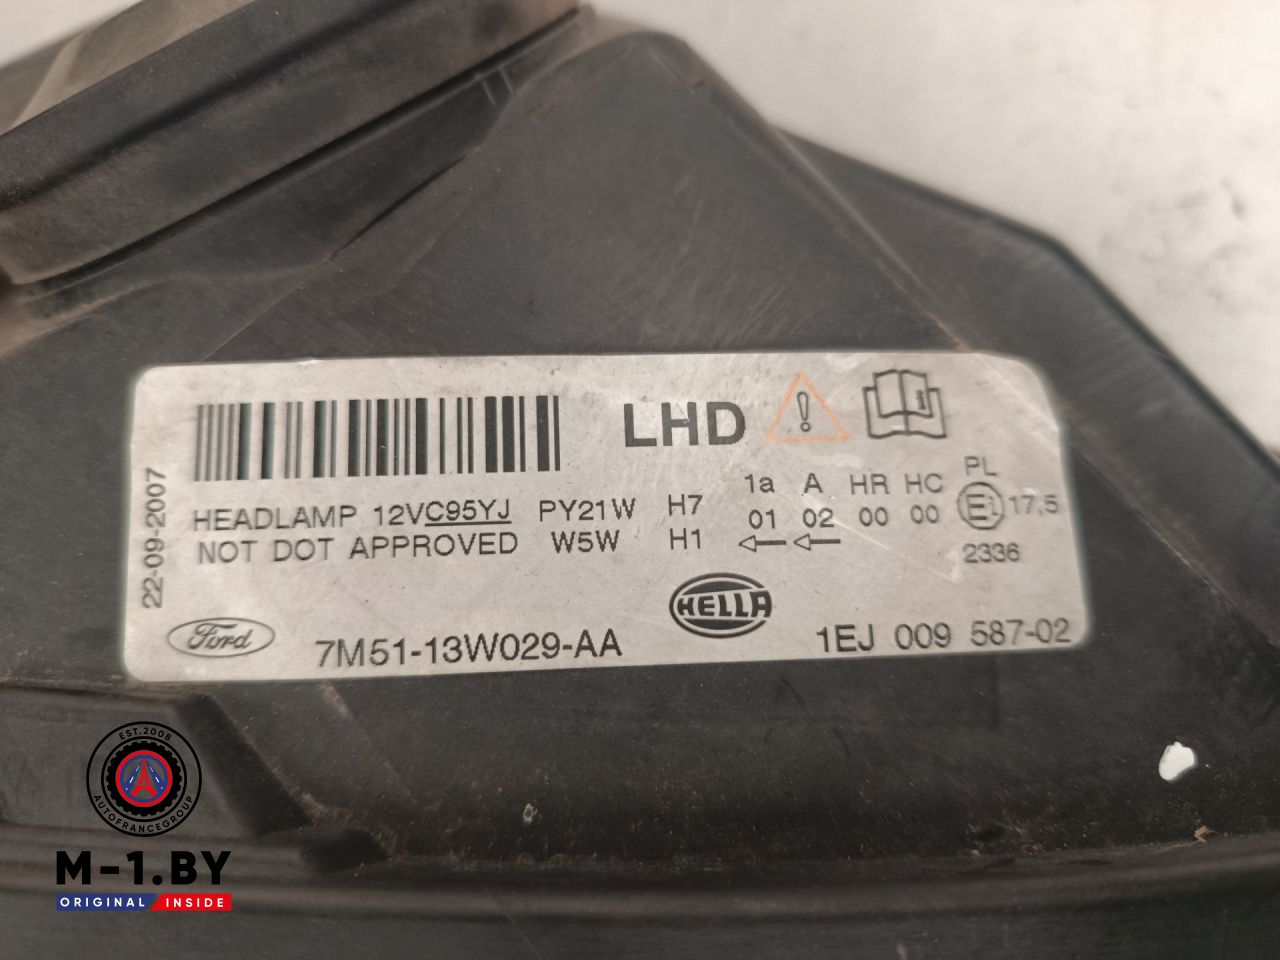 LHD
22-09-2007
HEADLAMP 12VC95YJ PY21W H7
NOT DOT APPROVED W5W H1
1a A HR HC PL
01 02 00 00 E1 17,5
2336
Ford
7M51-13W029-AA
HELLA
1EJ 009 587-02
EST.2008
A
AUTOFRANCEGROUP
M-1.BY
ORIGINAL INSIDE